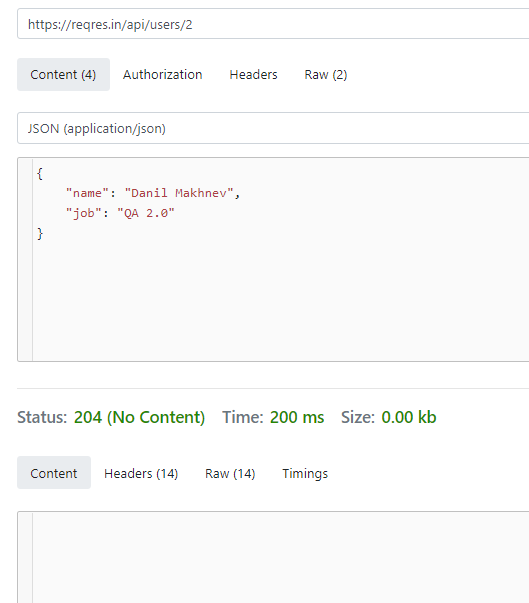 https://reqres.in/api/users/2
Content (4) Authorization Headers Raw (2)
JSON (application/json)
{
"name": "Danil Makhnev",
"job": "QA 2.0"
}
Status: 204 (No Content) Time: 200 ms Size: 0.00 kb
Content Headers (14) Raw (14) Timings